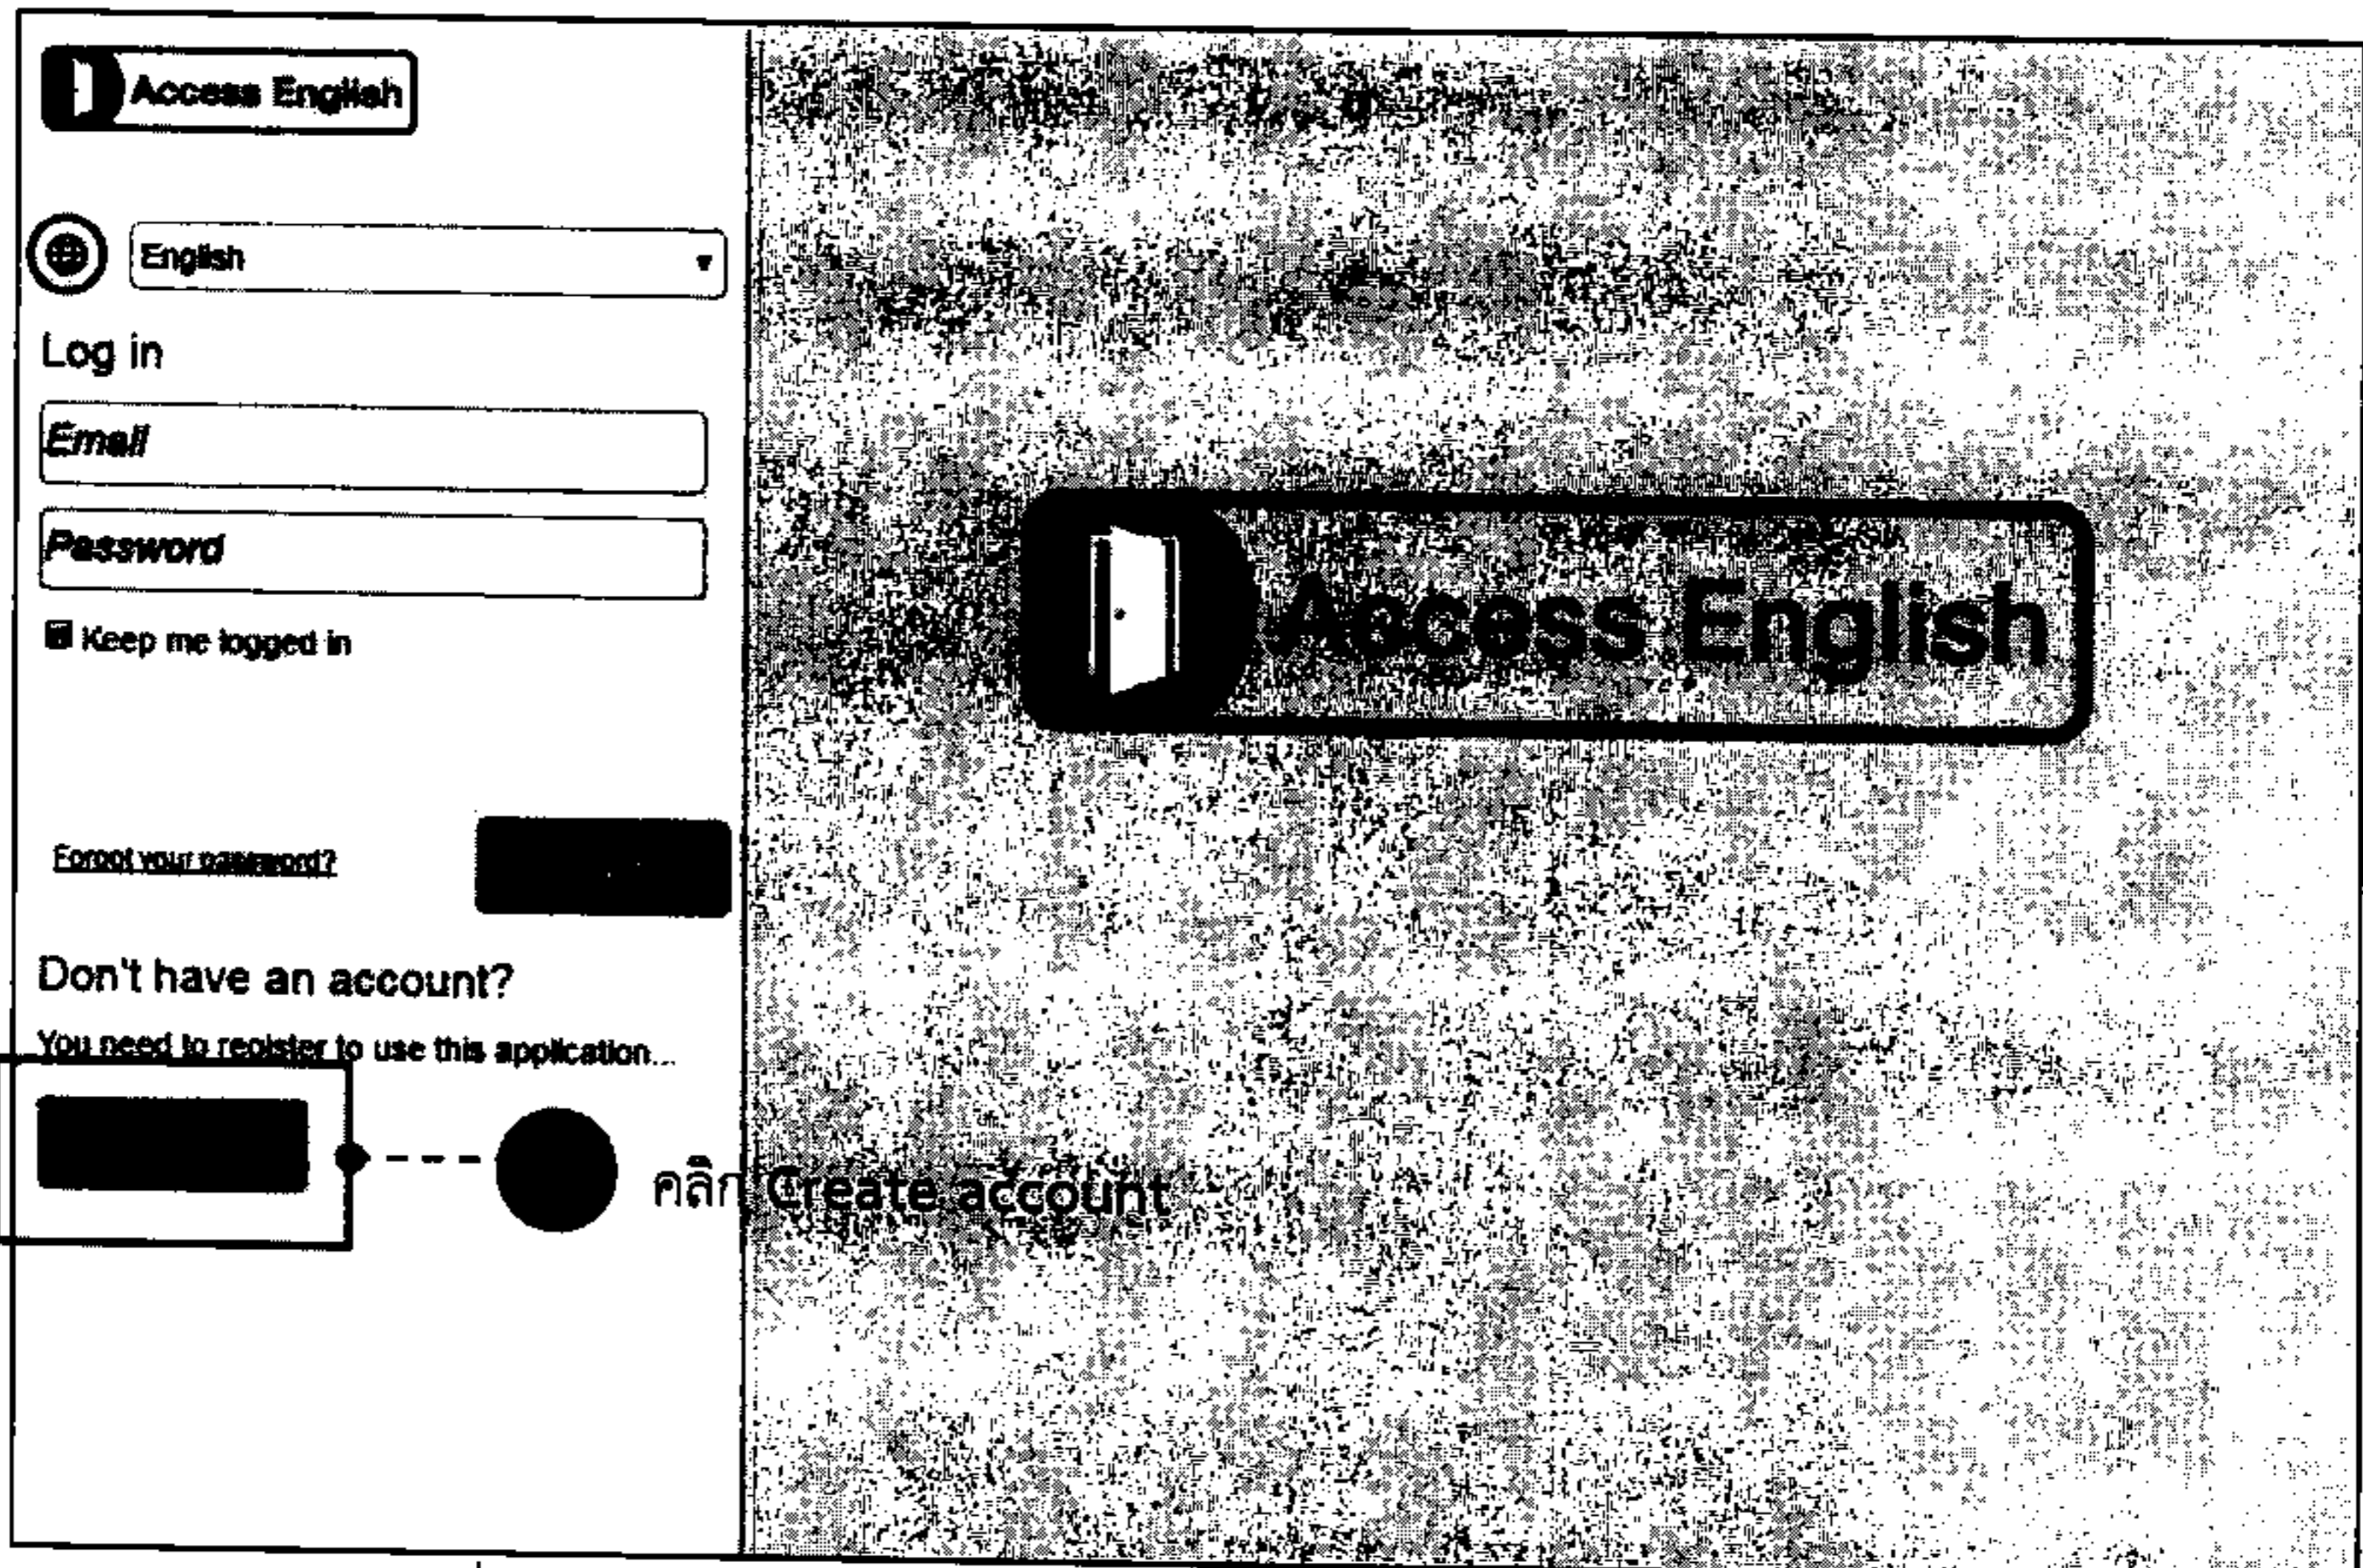 Access English
English
Log in
Email
Password
Keep me logged in
Forgot your password?
Don't have an account?
You need to register to use this application...
คลิก Create account
Access English